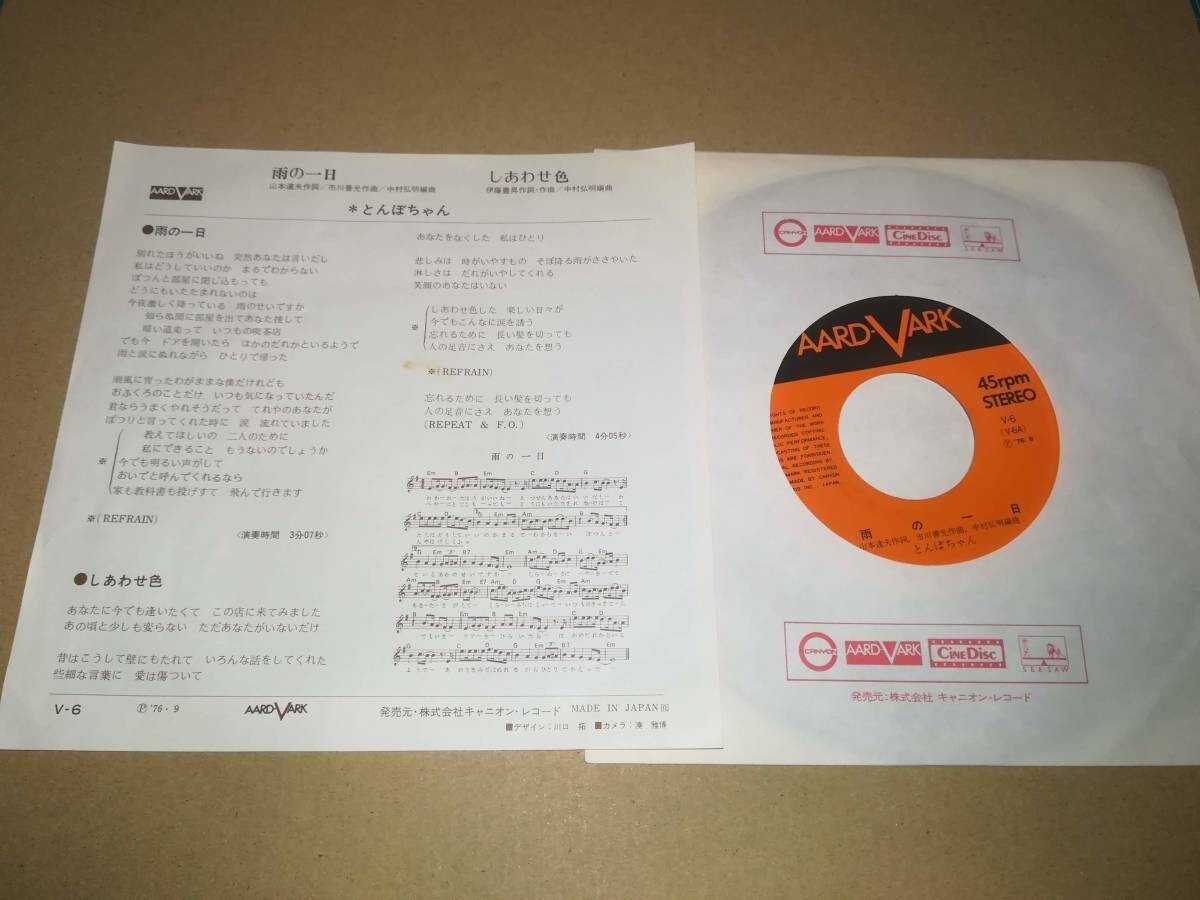 雨の一日
山本達夫作詞／市川善光作曲／中村弘明編曲
しあわせ色
伊藤豊昇作詞・作曲／中村弘明編曲
AARD-VARK
＊とんぼちゃん
●雨の一日
別れたほうがいいね 突然あなたは言いだし
私はどうしていいのか まるでわからない
ぽつんと部屋に閉じ込もっても
どうにもいたたまれないのは
今夜激しく降っている 雨のせいですか
知らぬ間に部屋を出てあなた捜して
暗い道走って いつもの喫茶店
でも今 ドアを開いたら ほかのだれかといるようで
雨と涙にぬれながら ひとりで帰った
潮風に育ったわがままな僕だけれども
おふくろのことだけ いつも気になっていたんだ
君ならうまくやれそうだって てれやのあなたが
ぽつりと言ってくれた時に 涙 流れていました
教えてほしいの 二人のために
私にできること もうないのでしょうか
※
今でも明るい声がして
おいでと呼んでくれるなら
家も教科書も投げすて 飛んで行きます
※(REFRAIN)
〈演奏時間 3分07秒〉
●しあわせ色
あなたに今でも逢いたくて この店に来てみました
あの頃と少しも変らない ただあなたがいないだけ
昔はこうして壁にもたれて いろんな話をしてくれた
些細な言葉に 愛は傷ついて
あなたをなくした 私はひとり
悲しみは 時がいやすもの そぼ降る雨がささやいた
淋しさは だれがいやしてくれる
笑顔のあなたはいない
しあわせ色した 楽しい日々が
※
今でもこんなに涙を誘う
忘れるために 長い髪を切っても
人の足音にさえ あなたを想う
※(REFRAIN)
忘れるために 長い髪を切っても
人の足音にさえ あなたを想う
(REPEAT & F.O.)
〈演奏時間 4分05秒〉
雨の一日
V-6
Ⓟ '76・9
AARD-VARK
発売元・株式会社キャニオン・レコード
MADE IN JAPAN
■デザイン：川口 拓 ■カメラ：湊 雅博
CANYON
AARD-VARK
CINEDISC
SEESAW
AARD-VARK
45rpm
STEREO
V-6
(V-6A)
Ⓟ '76.9
雨の一日
山本達夫作詞，市川善光作曲，中村弘明編曲
とんぼちゃん
CANYON
AARD-VARK
CINEDISC
SEESAW
発売元：株式会社 キャニオン・レコード